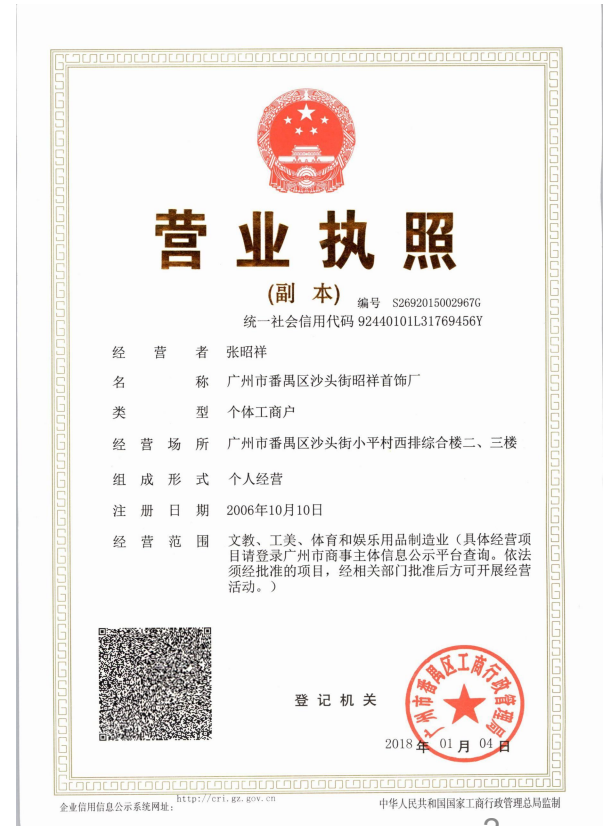 营业执照
(副 本)
编号 S2692015002967G
统一社会信用代码 92440101L31769456Y
经营者 张昭祥
名称 广州市番禺区沙头街昭祥首饰厂
类型 个体工商户
经营场所 广州市番禺区沙头街小平村西排综合楼二、三楼
组成形式 个人经营
注册日期 2006年10月10日
经营范围 文教、工美、体育和娱乐用品制造业（具体经营项
目请登录广州市商事主体信息公示平台查询。依法
须经批准的项目，经相关部门批准后方可开展经营
活动。）
登记机关
广州市番禺区工商行政管理局
2018年01月04日
企业信用信息公示系统网址： http://cri.gz.gov.cn
中华人民共和国国家工商行政管理总局监制